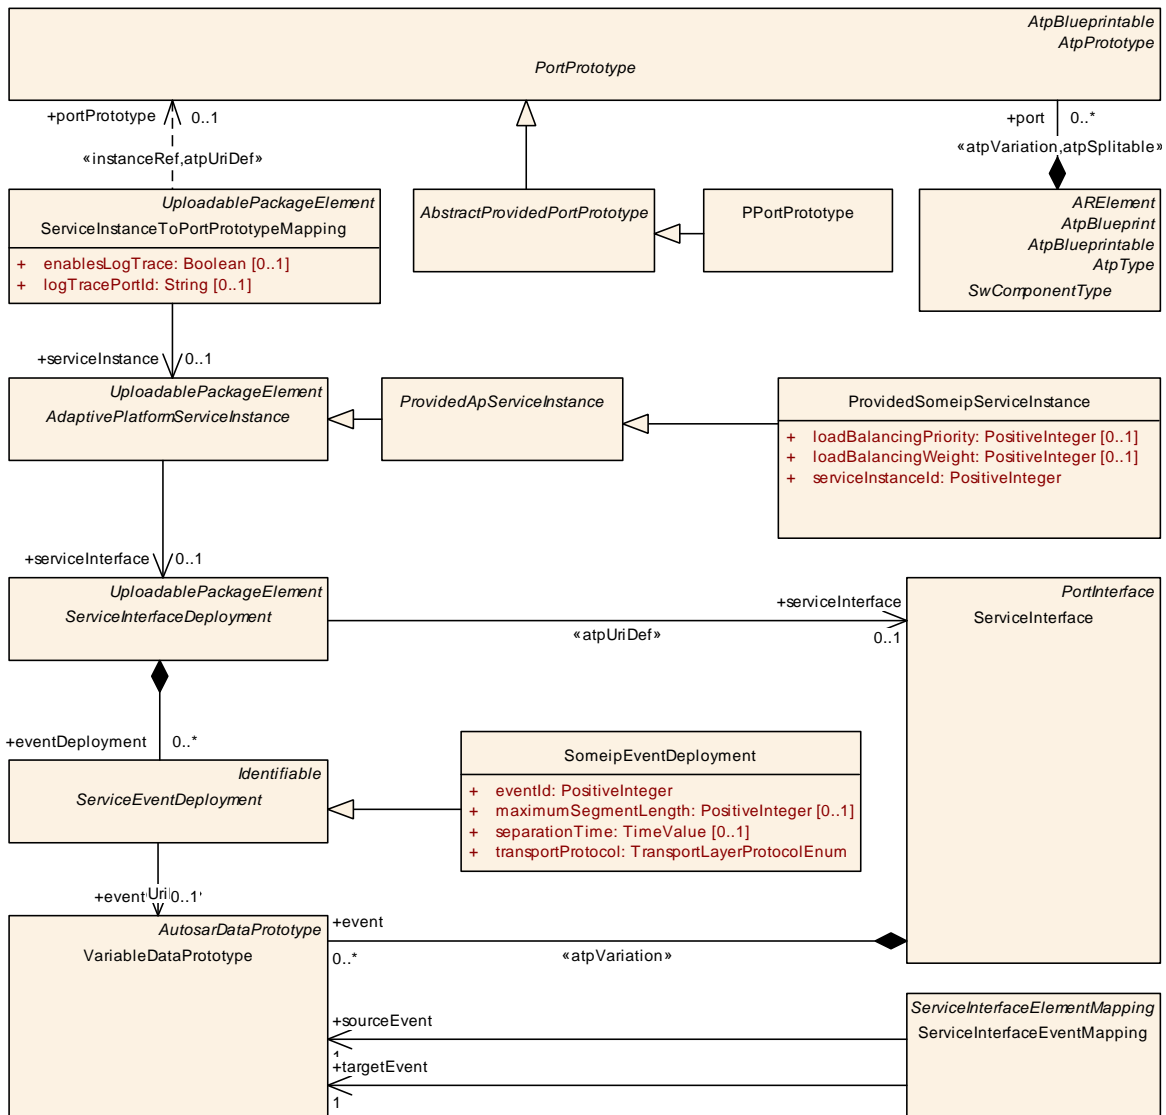 AtpBlueprintable
AtpPrototype
PortPrototype
+portPrototype
0..1
+port
0..*
«instanceRef,atpUriDef»
«atpVariation,atpSplitable»
UploadablePackageElement
ServiceInstanceToPortPrototypeMapping
+ enablesLogTrace: Boolean [0..1]
+ logTracePortId: String [0..1]
AbstractProvidedPortPrototype
PPortPrototype
ARElement
AtpBlueprint
AtpBlueprintable
AtpType
SwComponentType
+serviceInstance
0..1
UploadablePackageElement
AdaptivePlatformServiceInstance
ProvidedApServiceInstance
ProvidedSomeipServiceInstance
+ loadBalancingPriority: PositiveInteger [0..1]
+ loadBalancingWeight: PositiveInteger [0..1]
+ serviceInstanceId: PositiveInteger
+serviceInterface
0..1
UploadablePackageElement
ServiceInterfaceDeployment
+serviceInterface
«atpUriDef»
0..1
PortInterface
ServiceInterface
+eventDeployment
0..*
Identifiable
ServiceEventDeployment
SomeipEventDeployment
+ eventId: PositiveInteger
+ maximumSegmentLength: PositiveInteger [0..1]
+ separationTime: TimeValue [0..1]
+ transportProtocol: TransportLayerProtocolEnum
+event
0..1
AutosarDataPrototype
VariableDataPrototype
+event
0..*
«atpVariation»
+sourceEvent
1
+targetEvent
1
ServiceInterfaceElementMapping
ServiceInterfaceEventMapping